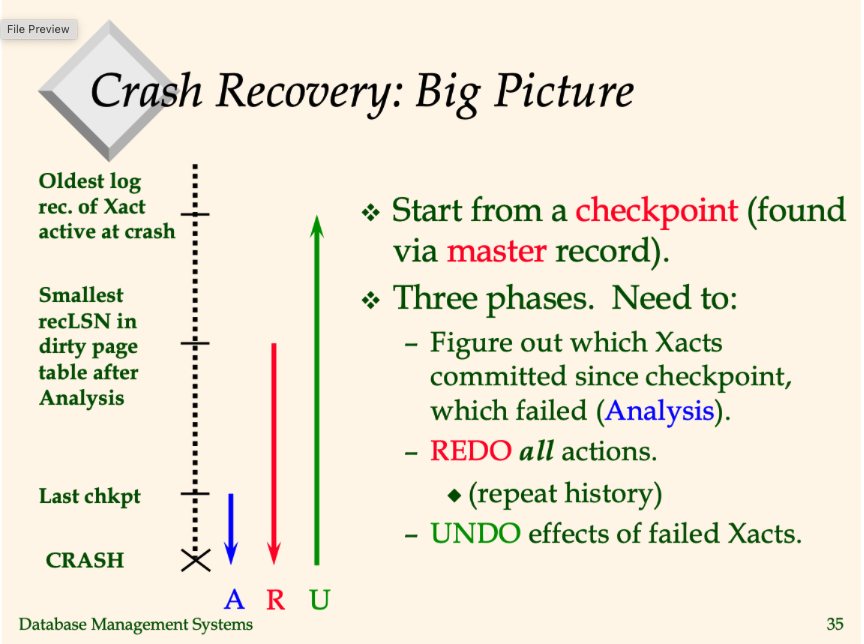 File Preview
Crash Recovery: Big Picture
Oldest log
rec. of Xact
active at crash
Smallest
recLSN in
dirty page
table after
Analysis
Last chkpt
CRASH
A R U
❖ Start from a checkpoint (found
via master record).
❖ Three phases. Need to:
– Figure out which Xacts
committed since checkpoint,
which failed (Analysis).
– REDO all actions.
◆ (repeat history)
– UNDO effects of failed Xacts.
Database Management Systems
35